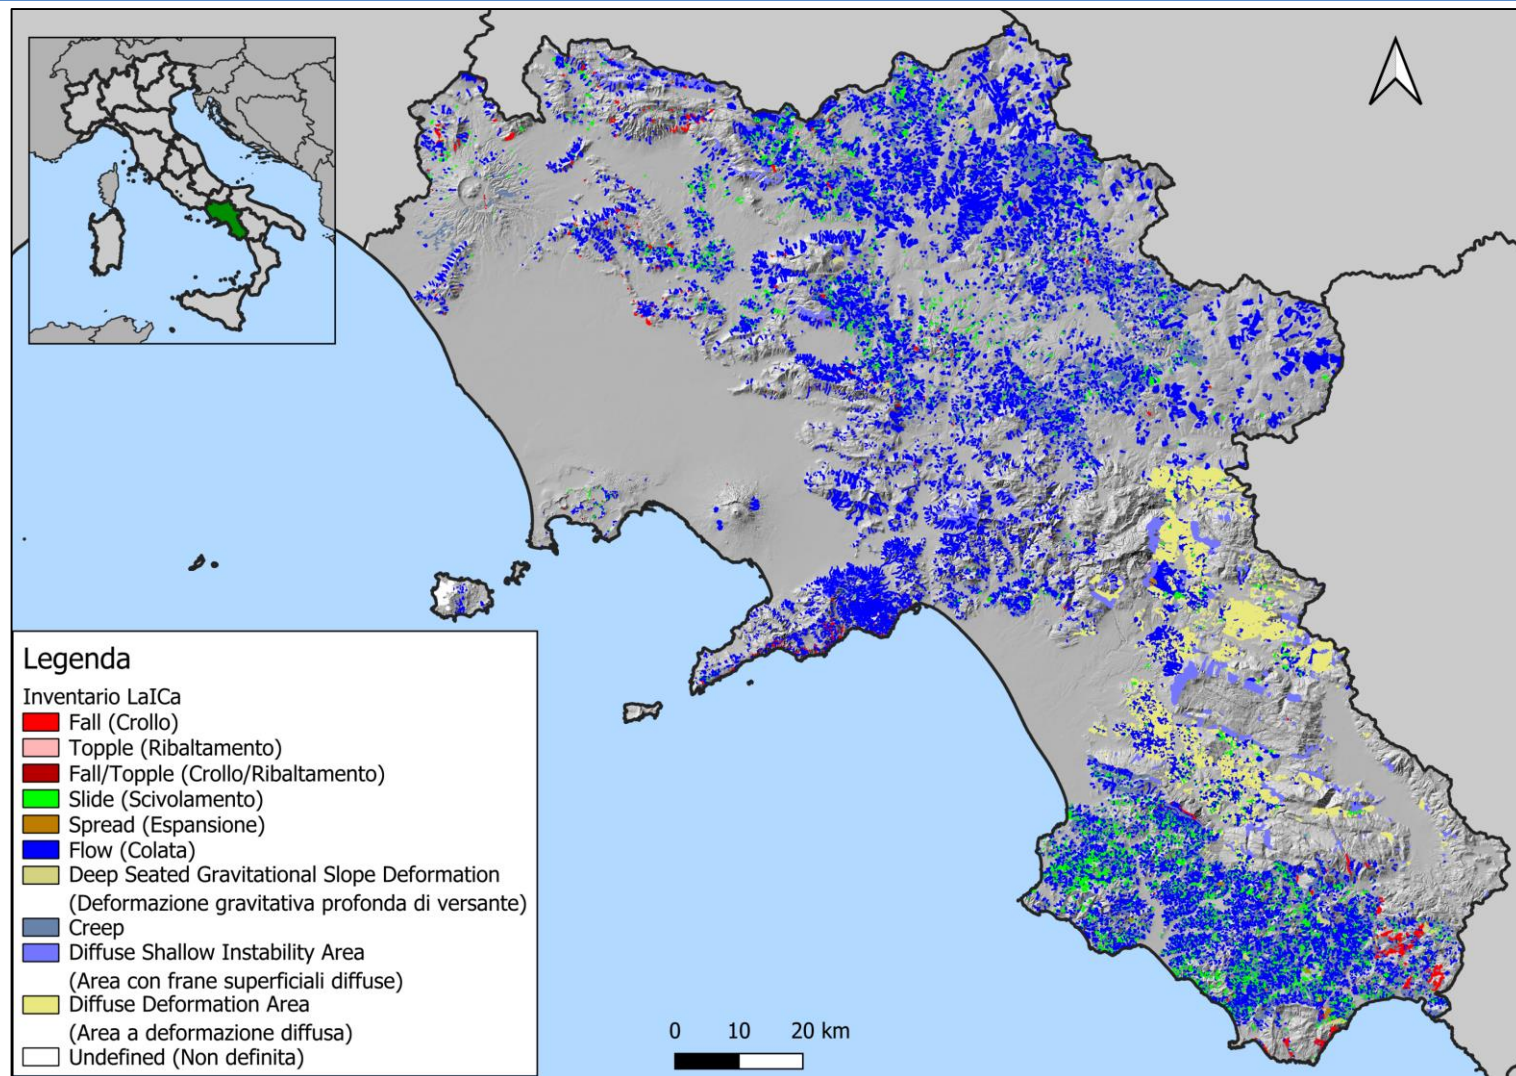 Legenda
Inventario LaICa
Fall (Crollo)
Topple (Ribaltamento)
Fall/Topple (Crollo/Ribaltamento)
Slide (Scivolamento)
Spread (Espansione)
Flow (Colata)
Deep Seated Gravitational Slope Deformation
(Deformazione gravitativa profonda di versante)
Creep
Diffuse Shallow Instability Area
(Area con frane superficiali diffuse)
Diffuse Deformation Area
(Area a deformazione diffusa)
Undefined (Non definita)
0 10 20 km